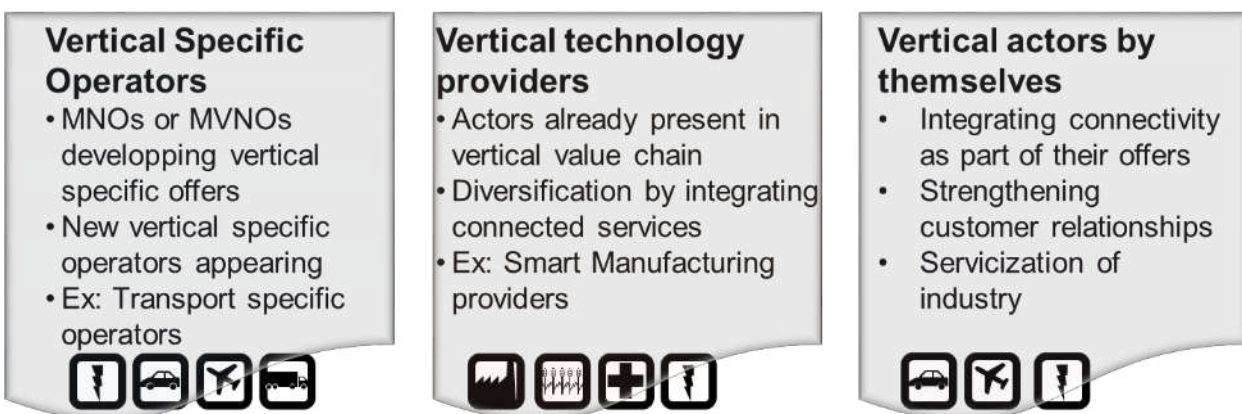 Vertical Specific
Operators
• MNOs or MVNOs
developping vertical
specific offers
• New vertical specific
operators appearing
• Ex: Transport specific
operators
Vertical technology
providers
• Actors already present in
vertical value chain
• Diversification by integrating
connected services
• Ex: Smart Manufacturing
providers
Vertical actors by
themselves
• Integrating connectivity
as part of their offers
• Strengthening
customer relationships
• Servicization of
industry